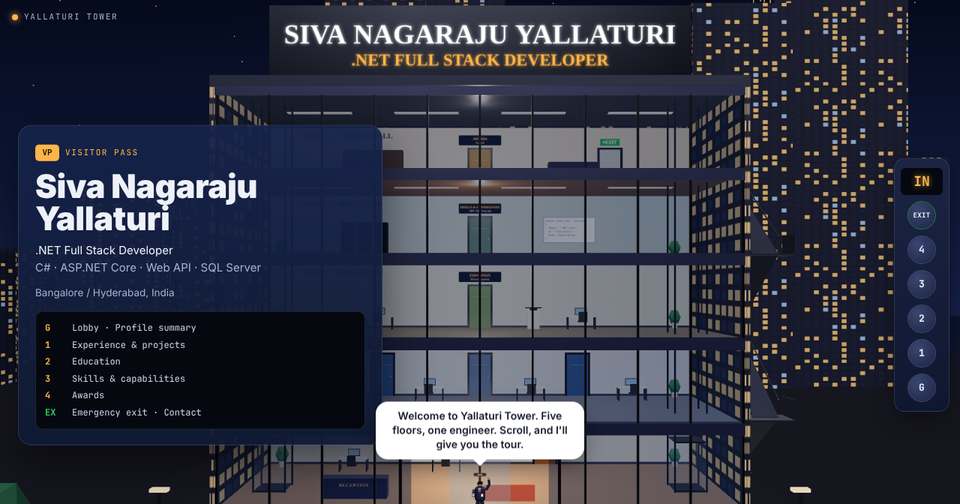 YALLATURI TOWER
SIVA NAGARAJU YALLATURI
.NET FULL STACK DEVELOPER
VP VISITOR PASS
Siva Nagaraju
Yallaturi
.NET Full Stack Developer
C# · ASP.NET Core · Web API · SQL Server
Bangalore / Hyderabad, India
G Lobby · Profile summary
1 Experience & projects
2 Education
3 Skills & capabilities
4 Awards
EX Emergency exit · Contact
Welcome to Yallaturi Tower. Five
floors, one engineer. Scroll, and I'll
give you the tour.
IN
EXIT
4
3
2
1
G